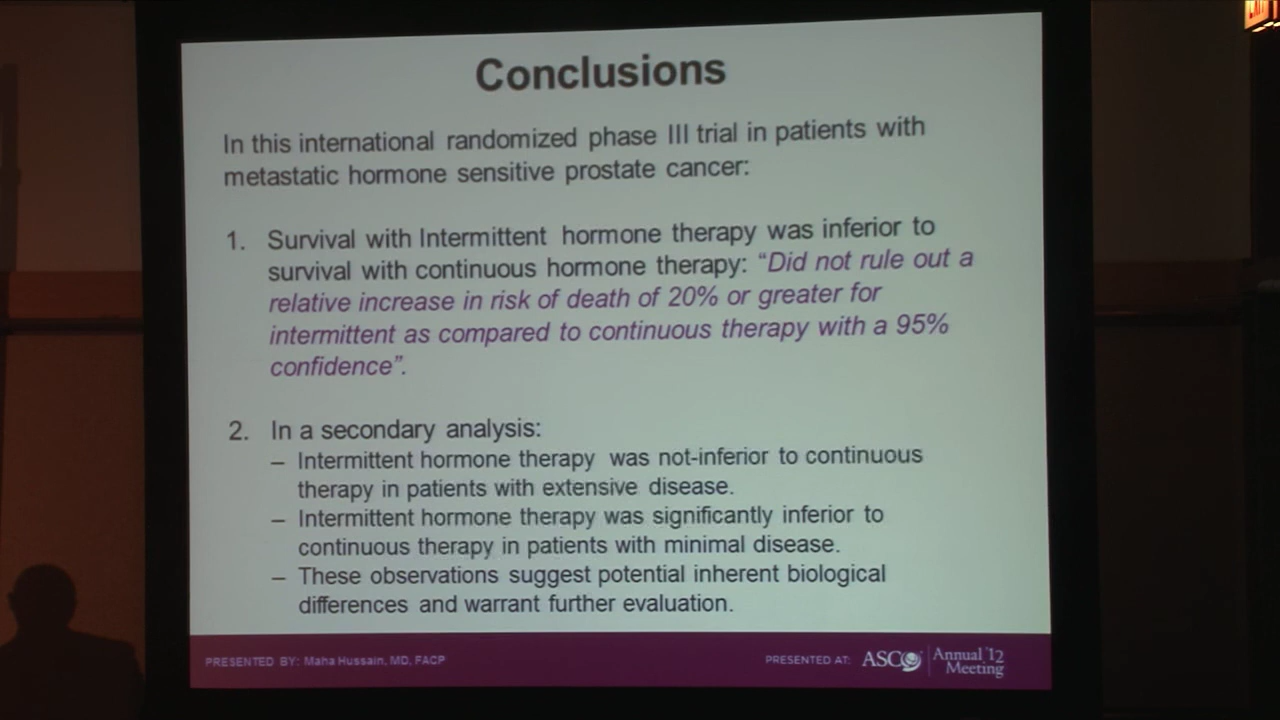 Conclusions
In this international randomized phase III trial in patients with
metastatic hormone sensitive prostate cancer:
1. Survival with Intermittent hormone therapy was inferior to
survival with continuous hormone therapy: “Did not rule out a
relative increase in risk of death of 20% or greater for
intermittent as compared to continuous therapy with a 95%
confidence”.
2. In a secondary analysis:
– Intermittent hormone therapy was not-inferior to continuous
therapy in patients with extensive disease.
– Intermittent hormone therapy was significantly inferior to
continuous therapy in patients with minimal disease.
– These observations suggest potential inherent biological
differences and warrant further evaluation.
PRESENTED BY: Maha Hussain, MD, FACP
PRESENTED AT: ASCO Annual '12
Meeting